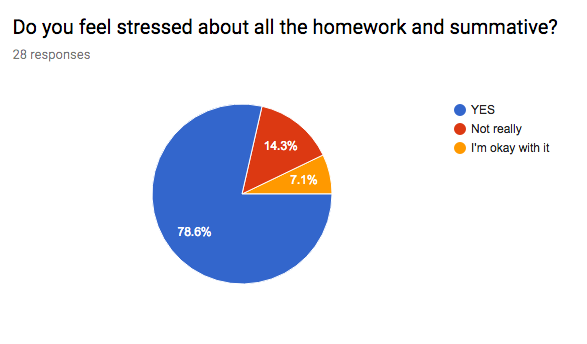 Do you feel stressed about all the homework and summative?
28 responses
YES
Not really
I'm okay with it
14.3%
7.1%
78.6%